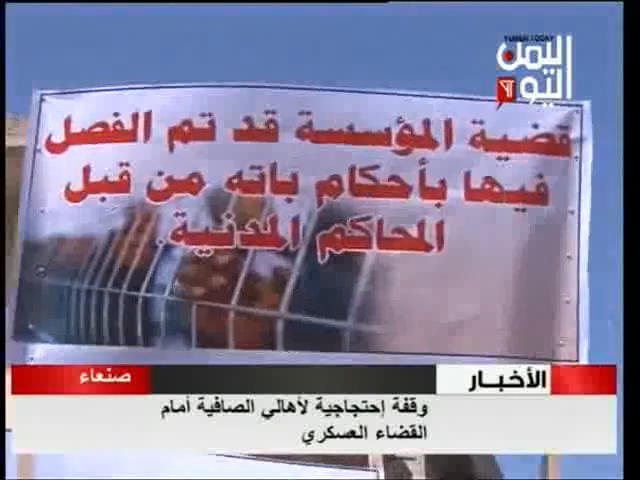 YEMEN TODAY
اليمن
اليوم
قضية المؤسسة قد تم الفصل
فيها بأحكام باته من قبل
المحاكم المدنية .
الأخبار
صنعاء
وقفة إحتجاجية لأهالي الصافية أمام
القضاء العسكري